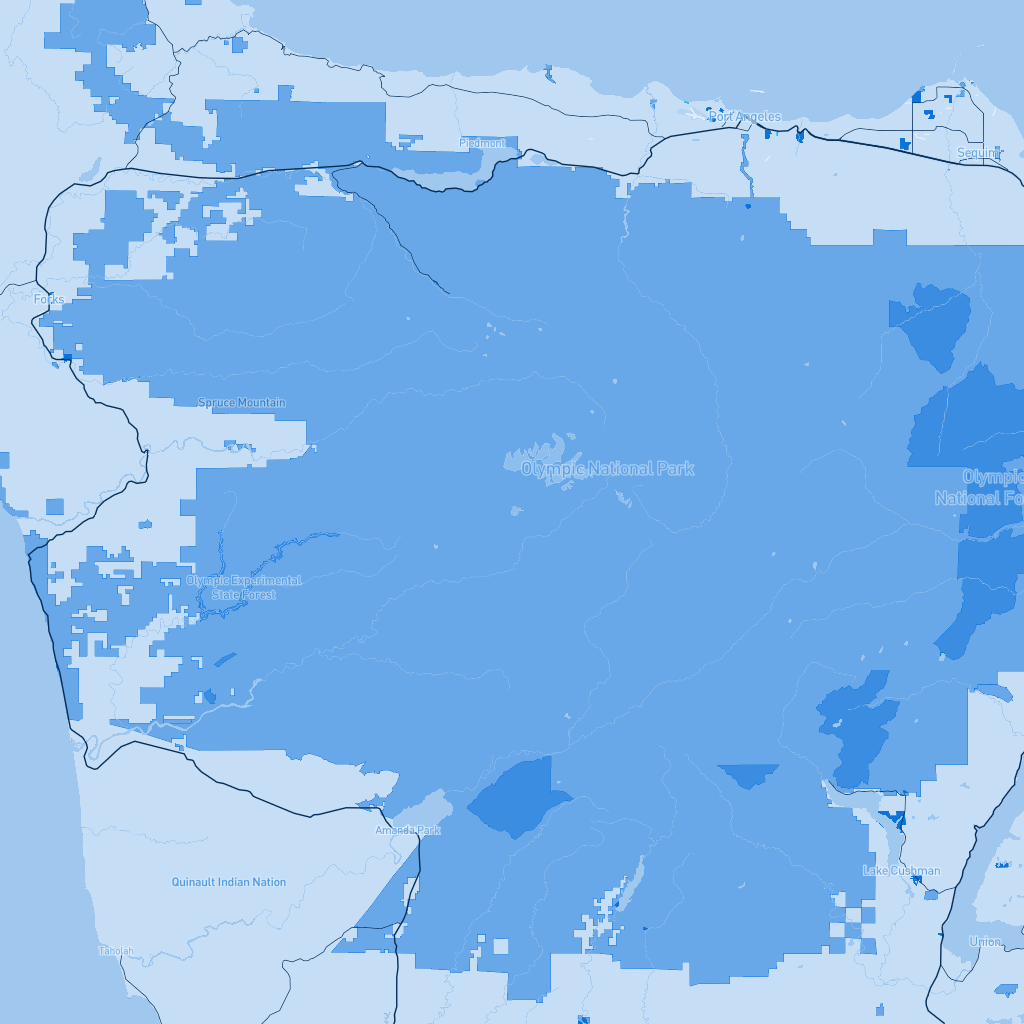 Port Angeles
Piedmont
Sequim
Forks
Spruce Mountain
Olympic National Park
Olympic
National Fo
Olympic Experimental
State Forest
Amanda Park
Lake Cushman
Quinault Indian Nation
Union
Taholah